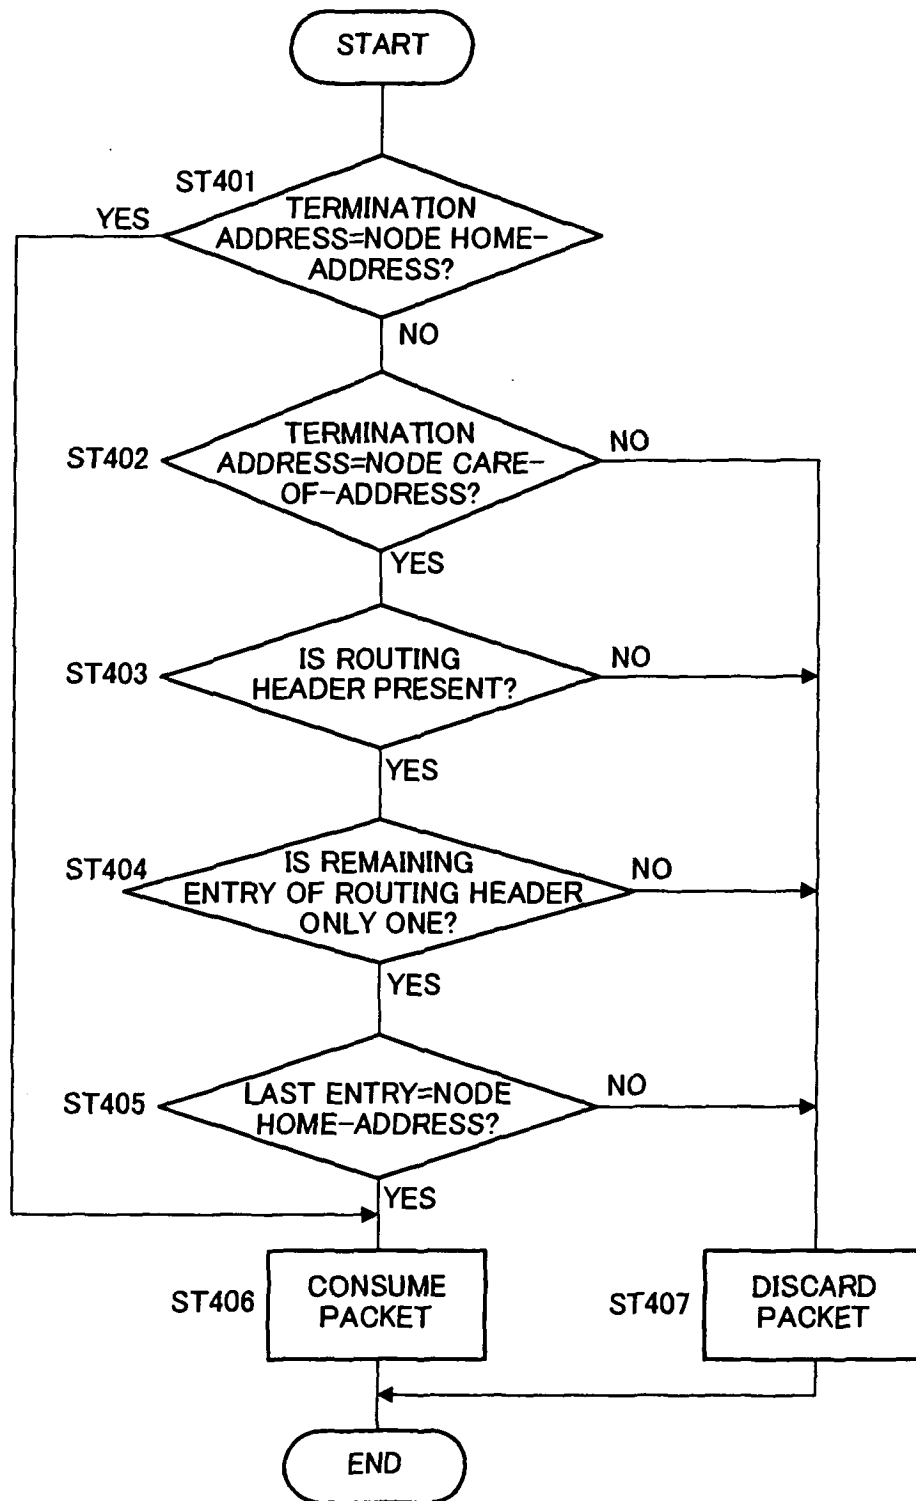 START
ST401
TERMINATION
ADDRESS=NODE HOME-
ADDRESS?
YES
NO
TERMINATION
ADDRESS=NODE CARE-
OF-ADDRESS?
ST402
NO
YES
ST403
IS ROUTING
HEADER PRESENT?
NO
YES
ST404
IS REMAINING
ENTRY OF ROUTING HEADER
ONLY ONE?
NO
YES
ST405
LAST ENTRY=NODE
HOME-ADDRESS?
NO
YES
ST406
CONSUME
PACKET
ST407
DISCARD
PACKET
END